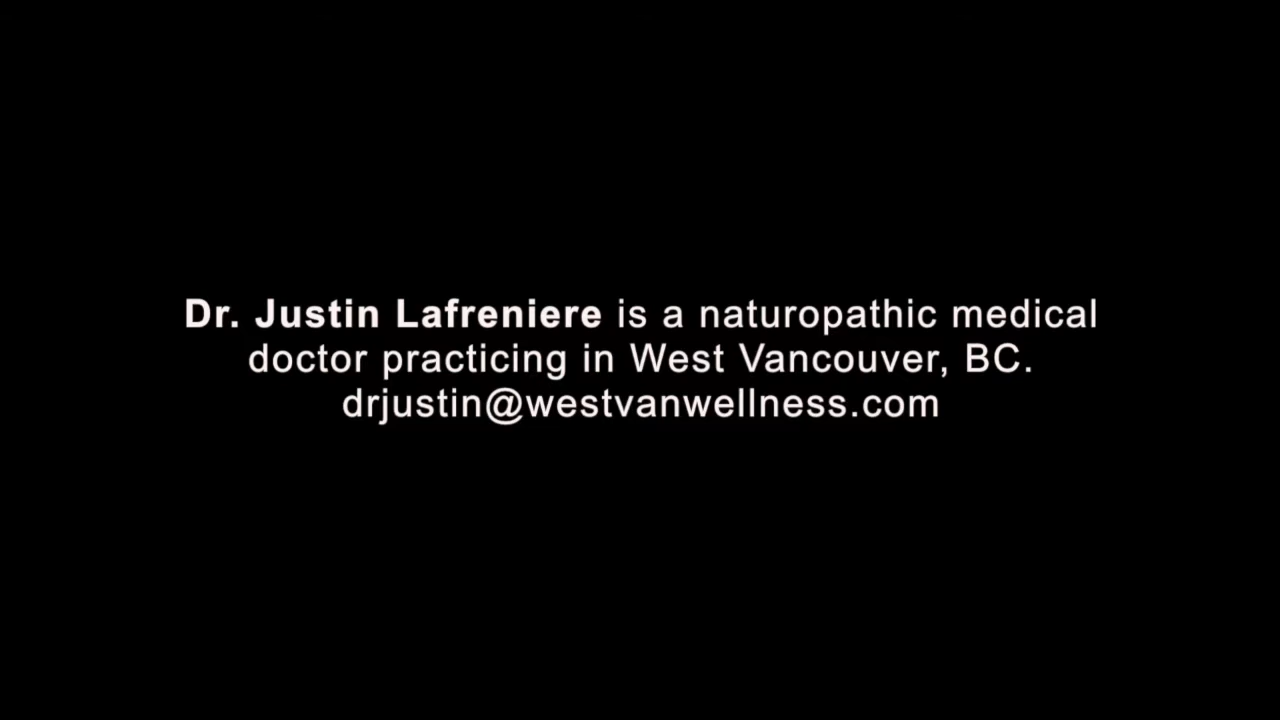 Dr. Justin Lafreniere is a naturopathic medical
doctor practicing in West Vancouver, BC.
drjustin@westvanwellness.com